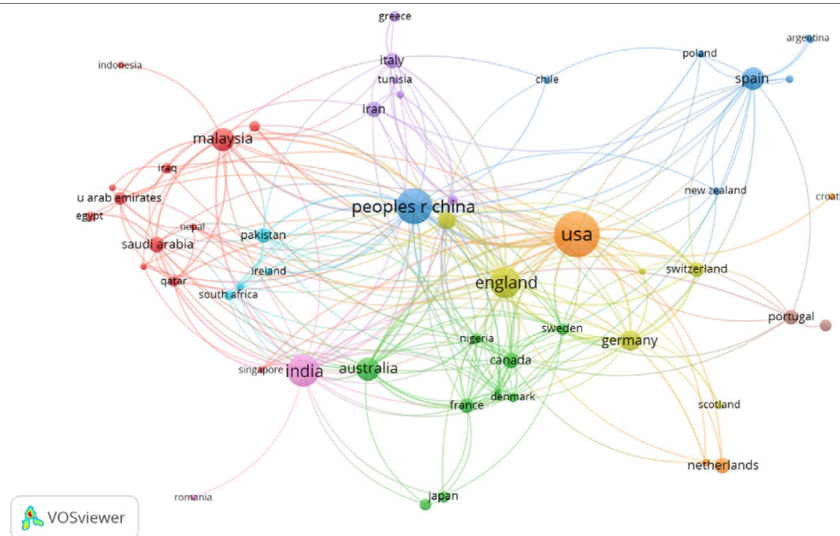 greece
argentina
poland
italy
indonesia
tunisia
chile
spain
iran
malaysia
iraq
new zealand
u arab emirates
croat
peoples r china
egypt
nepal
pakistan
usa
saudi arabia
ireland
switzerland
qatar
england
south africa
portugal
sweden
nigeria
germany
canada
singapore
india
australia
denmark
france
scotland
netherlands
romania
japan
VOSviewer